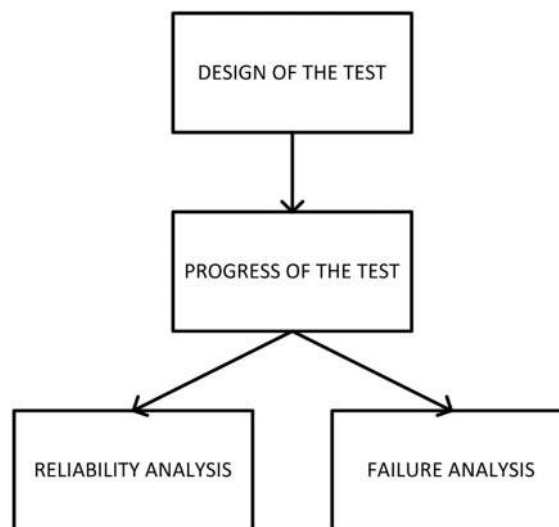 DESIGN OF THE TEST
PROGRESS OF THE TEST
RELIABILITY ANALYSIS
FAILURE ANALYSIS